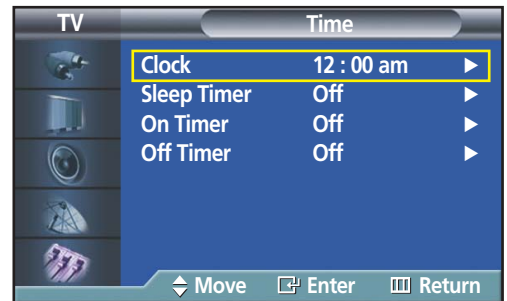 TV Time
Clock 12 : 00 am ▶
Sleep Timer Off ▶
On Timer Off ▶
Off Timer Off ▶
Move Enter Return